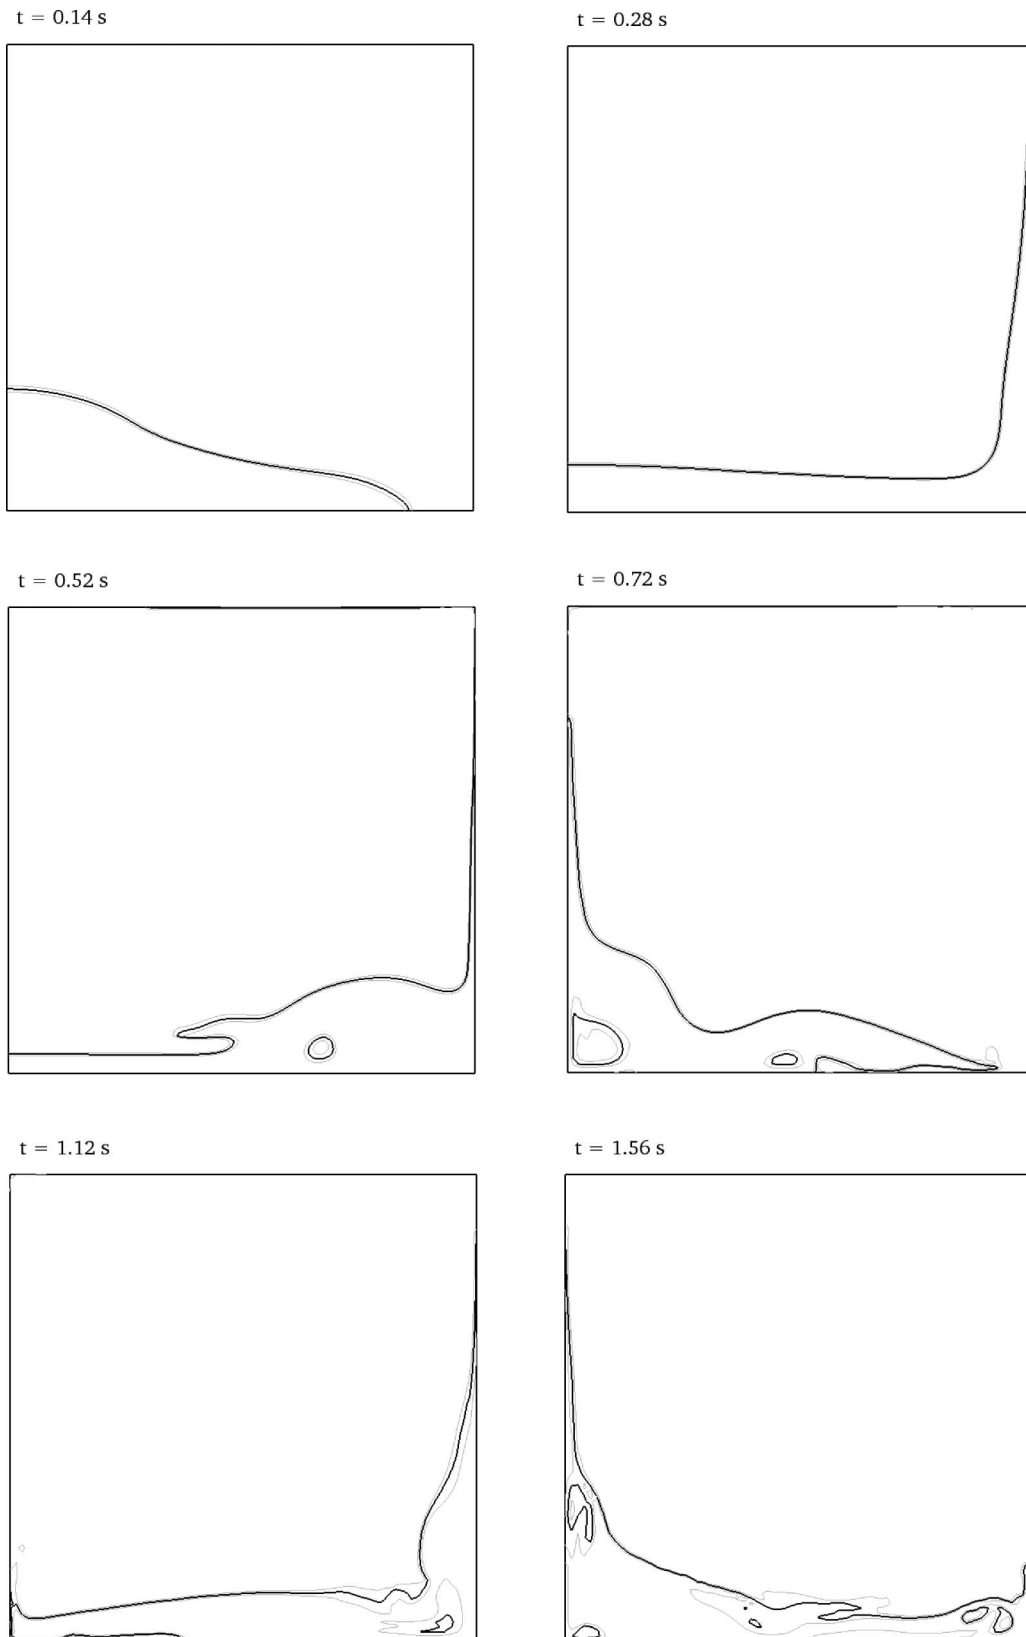 t = 0.14 s
t = 0.28 s
t = 0.52 s
t = 0.72 s
t = 1.12 s
t = 1.56 s